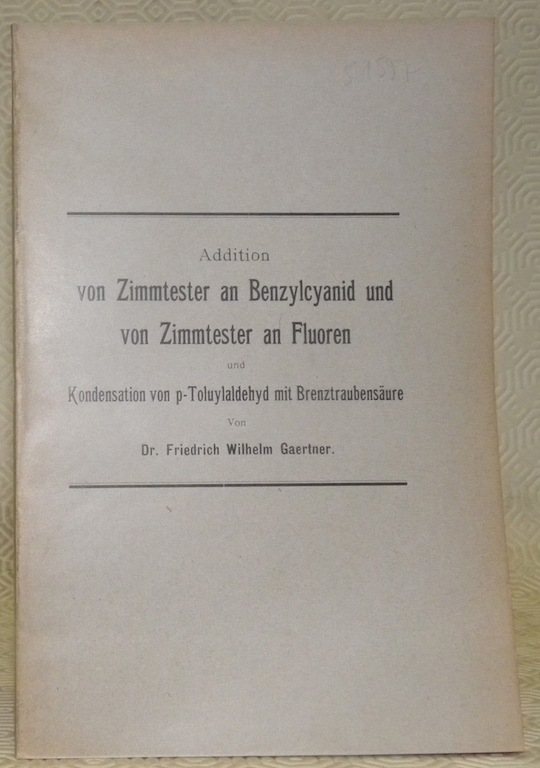 Addition
von Zimmtester an Benzylcyanid und
von Zimmtester an Fluoren
und
Kondensation von p-Toluylaldehyd mit Brenztraubensäure
Von
Dr. Friedrich Wilhelm Gaertner.